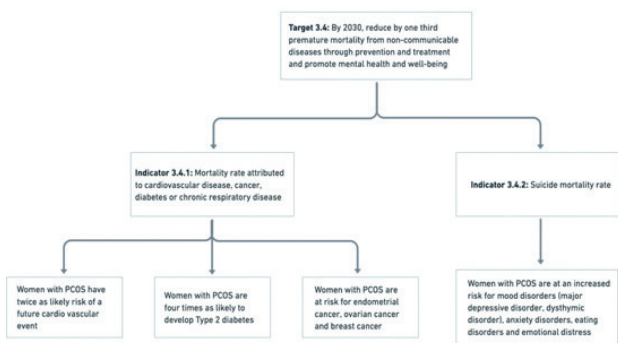 Target 3.4: By 2030, reduce by one third
premature mortality from non-communicable
diseases through prevention and treatment
and promote mental health and well-being
Indicator 3.4.1: Mortality rate attributed
to cardiovascular disease, cancer,
diabetes or chronic respiratory disease
Indicator 3.4.2: Suicide mortality rate
Women with PCOS have
twice as likely risk of a
future cardio vascular
event
Women with PCOS are
four times as likely to
develop Type 2 diabetes
Women with PCOS are
at risk for endometrial
cancer, ovarian cancer
and breast cancer
Women with PCOS are at an increased
risk for mood disorders (major
depressive disorder, dysthymic
disorder), anxiety disorders, eating
disorders and emotional distress